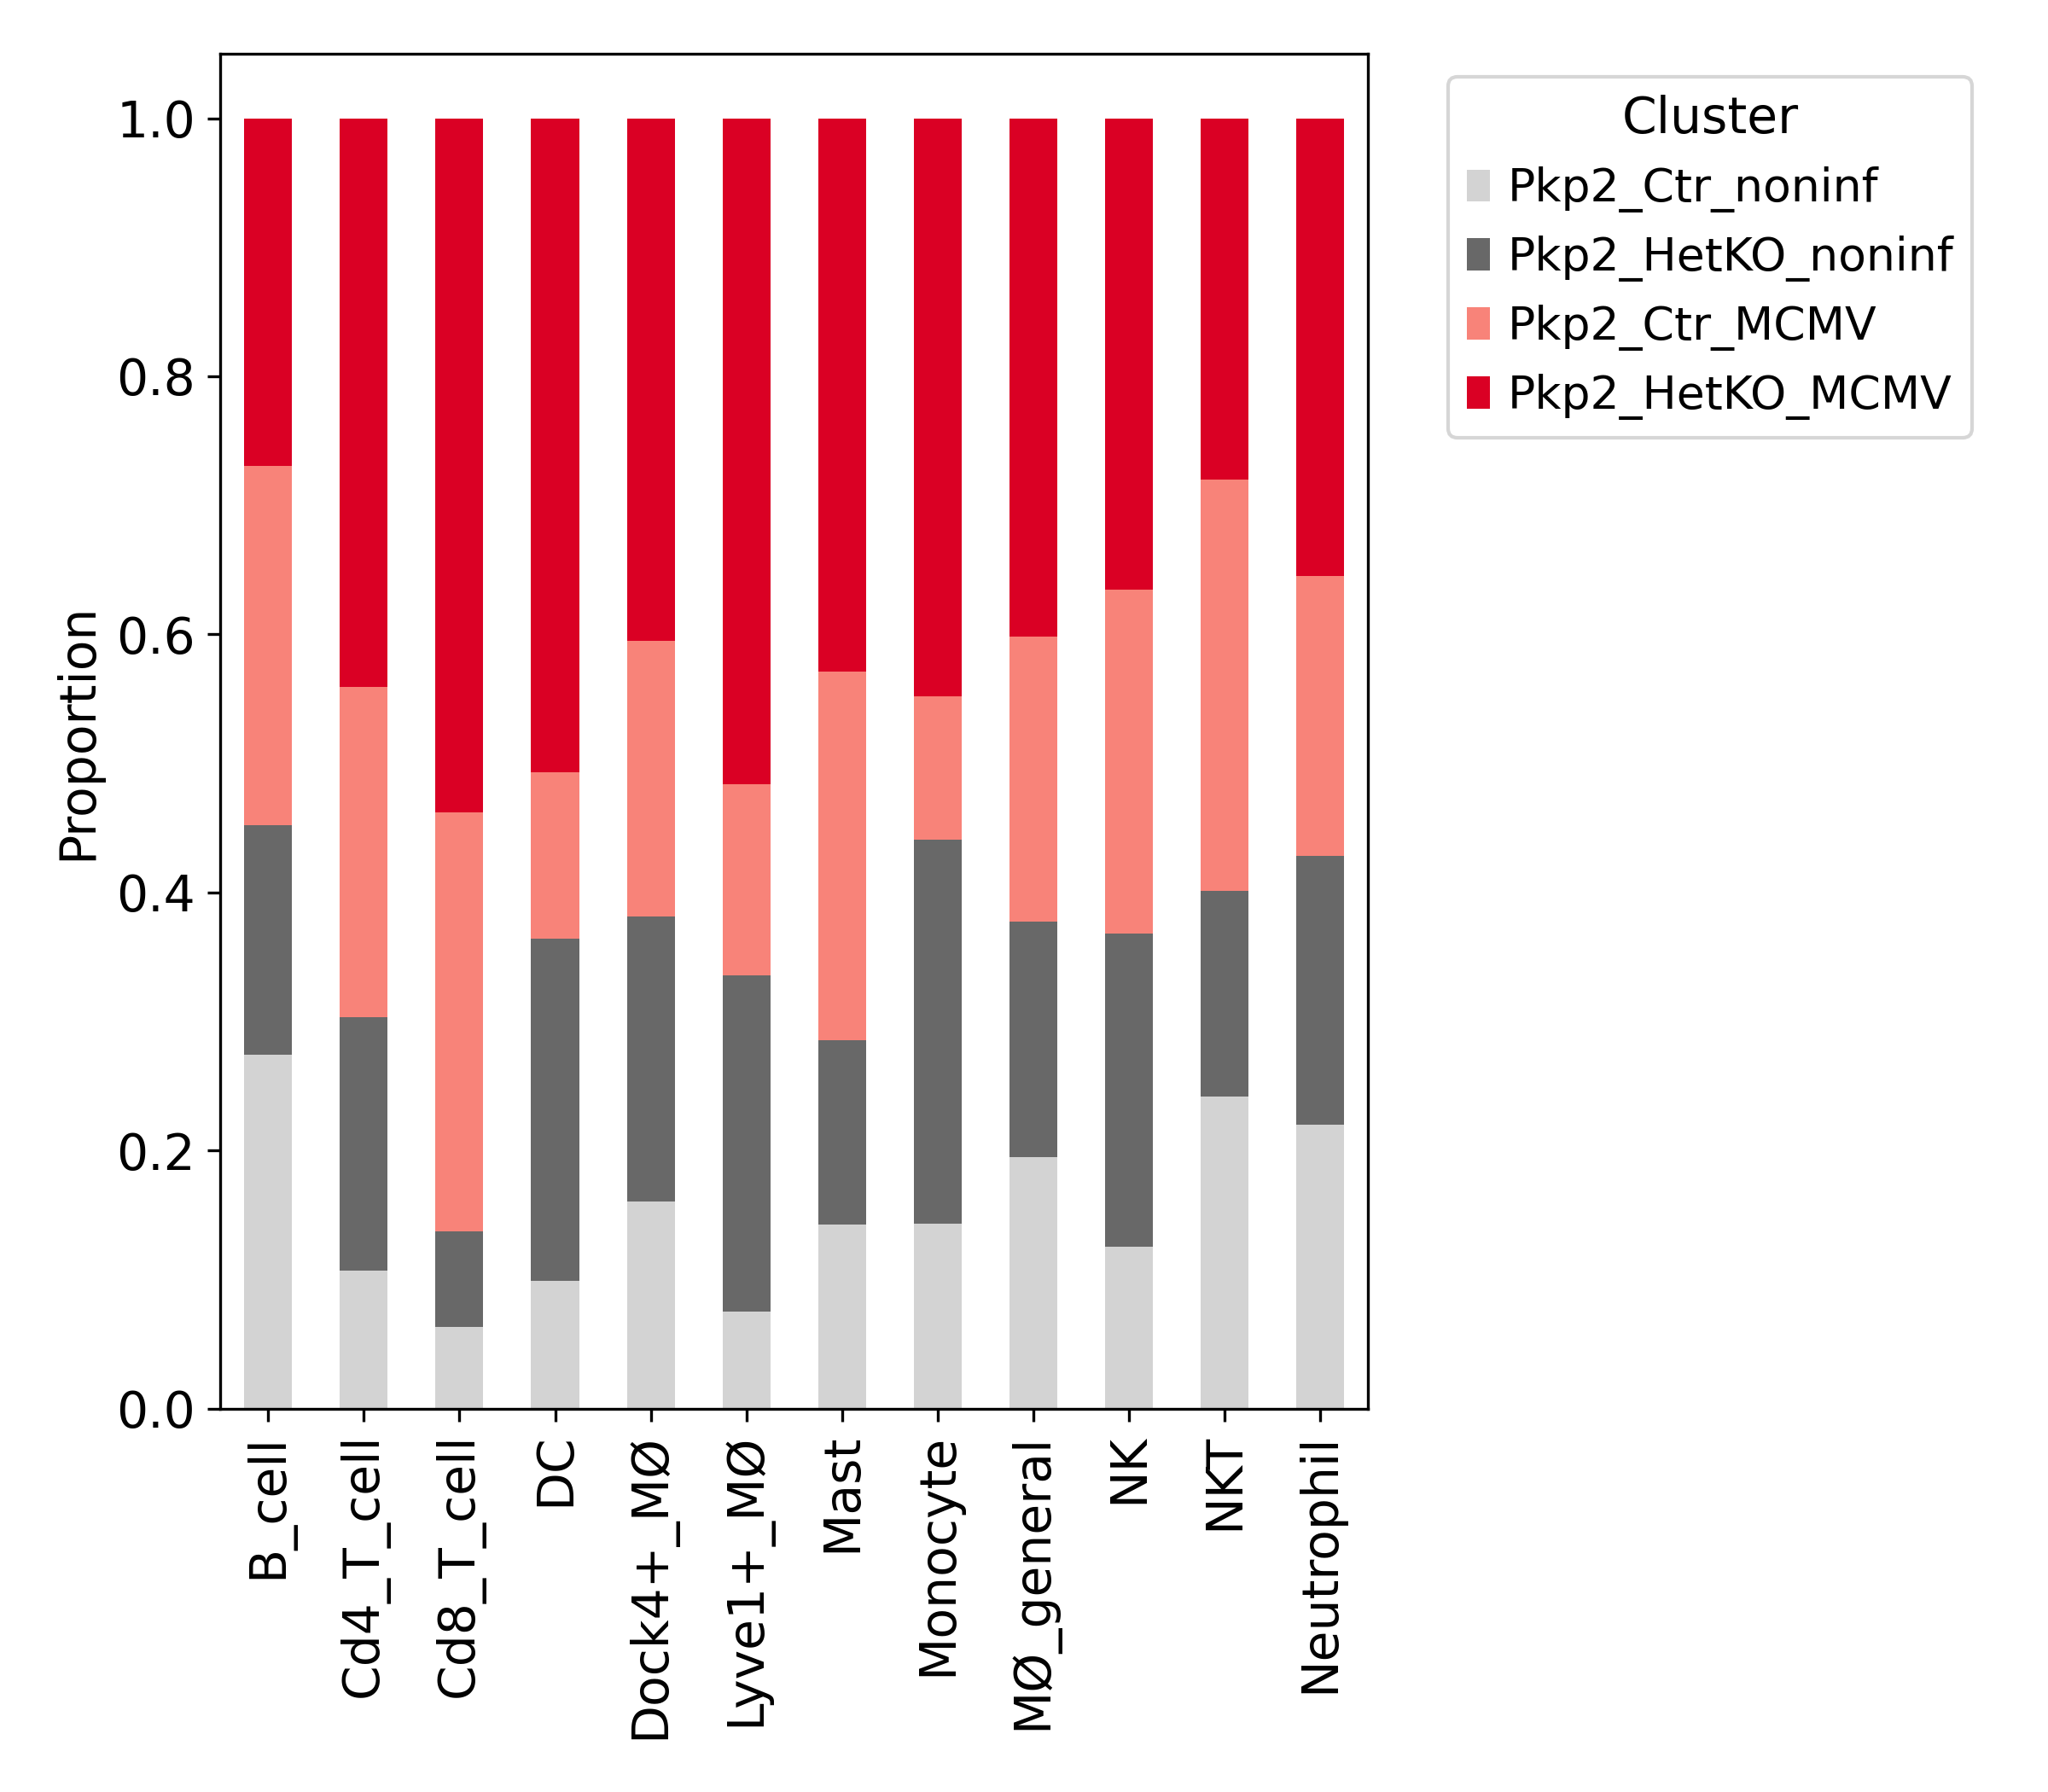 Cluster
Pkp2_Ctr_noninf
Pkp2_HetKO_noninf
Pkp2_Ctr_MCMV
Pkp2_HetKO_MCMV
Proportion
1.0
0.8
0.6
0.4
0.2
0.0
B_cell
Cd4_T_cell
Cd8_T_cell
DC
Dock4+_MØ
Lyve1+_MØ
Mast
Monocyte
MØ_general
NK
NKT
Neutrophil